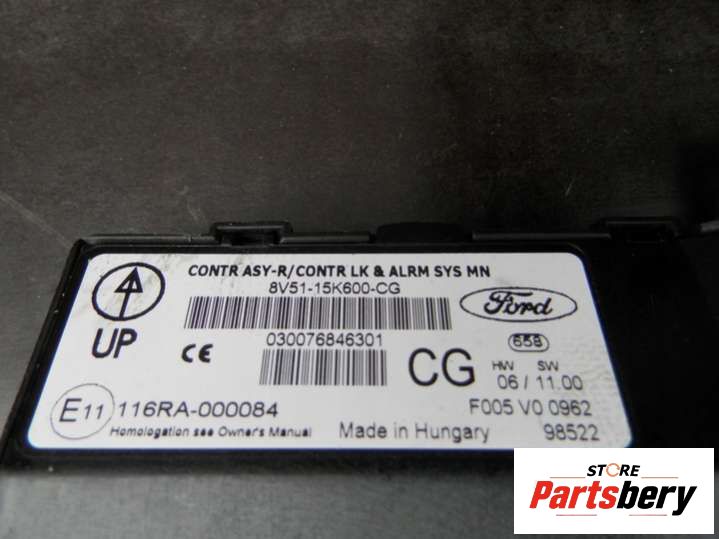 CONTR ASY-R/CONTR LK & ALRM SYS MN
8V51-15K600-CG
Ford
UP
CE
030076846301
CG
658
HW SW
06 / 11.00
E11
116RA-000084
F005 V0 0962
Homologation see Owner's Manual
Made in Hungary
98522
STORE
Partsbery